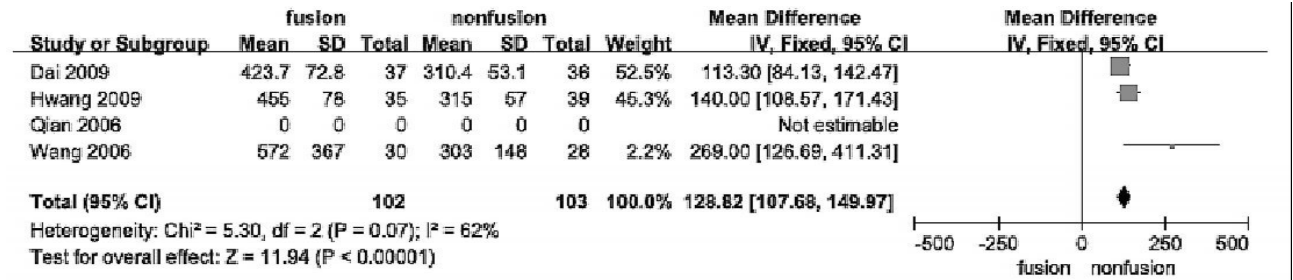 fusion nonfusion Mean Difference Mean Difference
Study or Subgroup Mean SD Total Mean SD Total Weight IV, Fixed, 95% CI IV, Fixed, 95% CI
Dai 2009 423.7 72.8 37 310.4 53.1 36 52.5% 113.30 [84.13, 142.47]
Hwang 2009 455 78 35 315 57 39 45.3% 140.00 [108.57, 171.43]
Qian 2006 0 0 0 0 0 0 Not estimable
Wang 2006 572 367 30 303 148 28 2.2% 269.00 [126.69, 411.31]
Total (95% CI) 102 103 100.0% 128.82 [107.68, 149.97]
Heterogeneity: Chi² = 5.30, df = 2 (P = 0.07); I² = 62%
Test for overall effect: Z = 11.94 (P < 0.00001)
-500 -250 0 250 500
fusion nonfusion